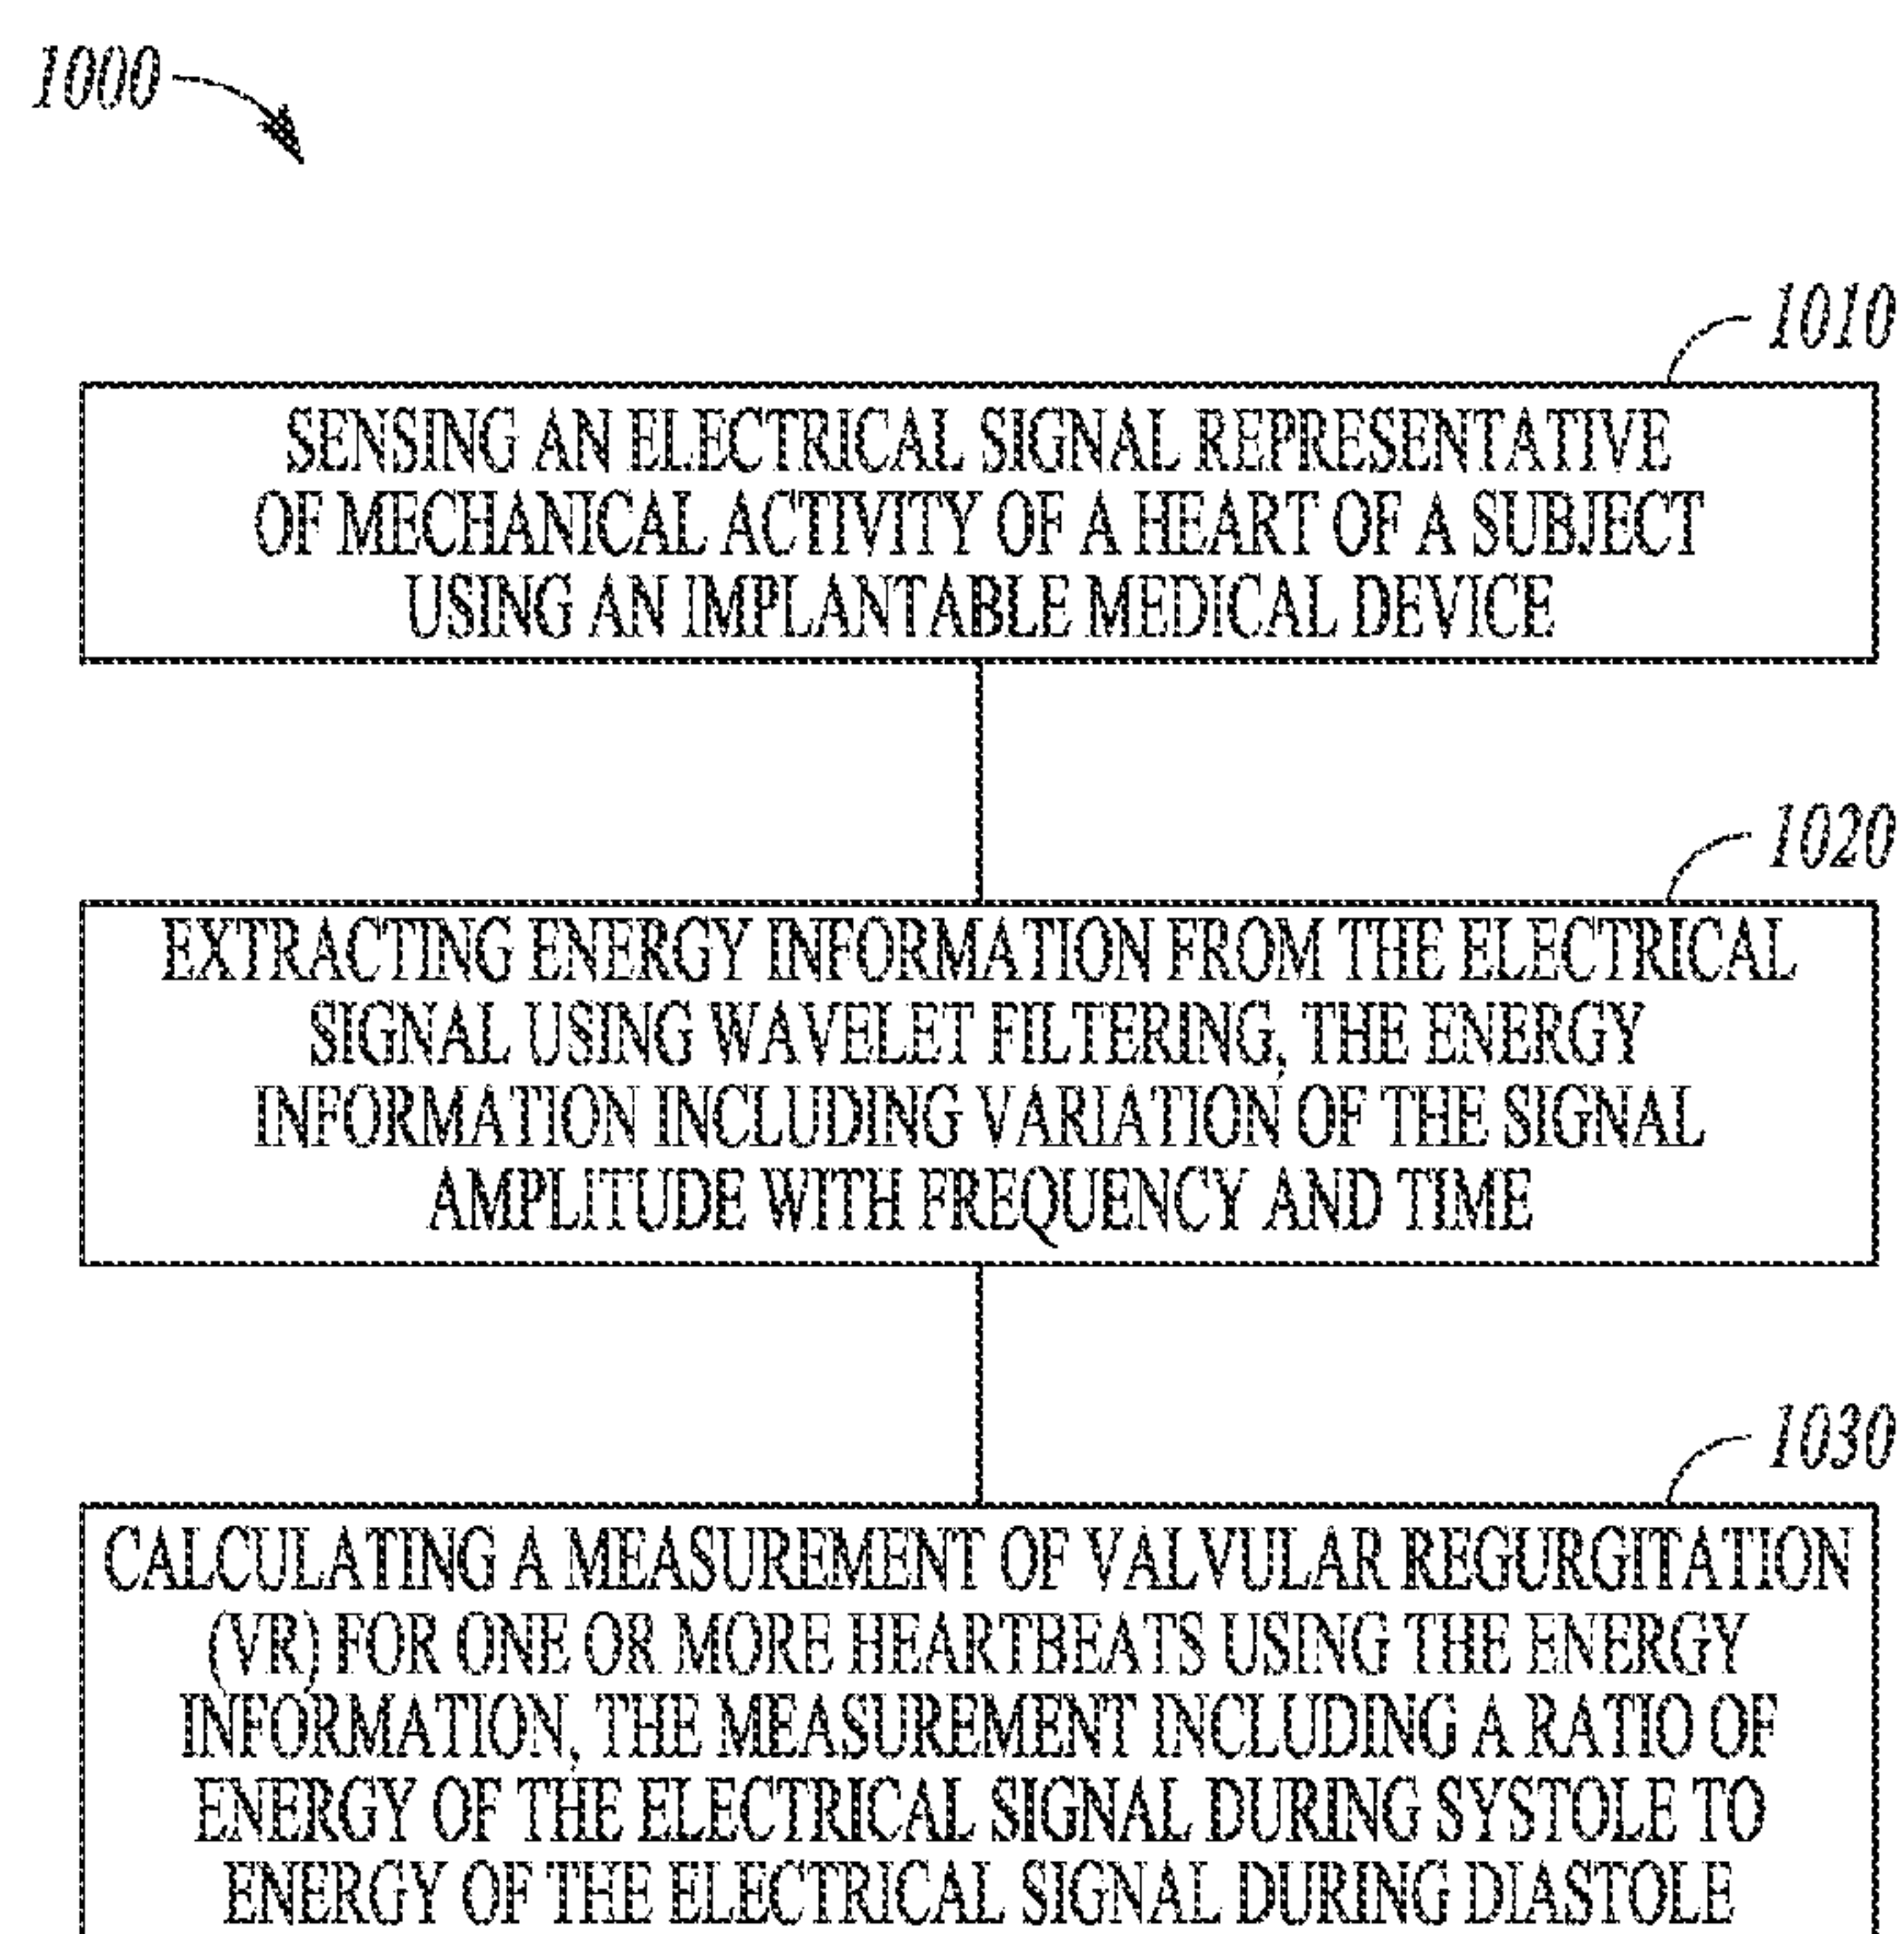 1000
1010
SENSING AN ELECTRICAL SIGNAL REPRESENTATIVE
OF MECHANICAL ACTIVITY OF A HEART OF A SUBJECT
USING AN IMPLANTABLE MEDICAL DEVICE
1020
EXTRACTING ENERGY INFORMATION FROM THE ELECTRICAL
SIGNAL USING WAVELET FILTERING, THE ENERGY
INFORMATION INCLUDING VARIATION OF THE SIGNAL
AMPLITUDE WITH FREQUENCY AND TIME
1030
CALCULATING A MEASUREMENT OF VALVULAR REGURGITATION
(VR) FOR ONE OR MORE HEARTBEATS USING THE ENERGY
INFORMATION, THE MEASUREMENT INCLUDING A RATIO OF
ENERGY OF THE ELECTRICAL SIGNAL DURING SYSTOLE TO
ENERGY OF THE ELECTRICAL SIGNAL DURING DIASTOLE